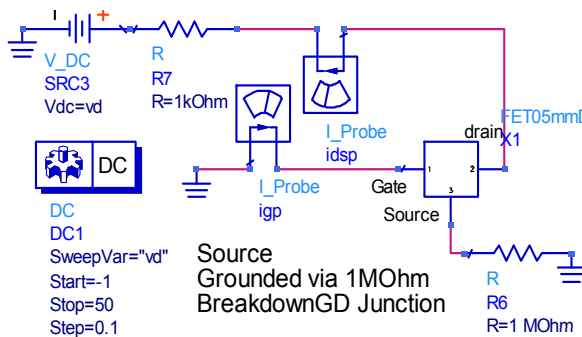 I +
V_DC
SRC3
Vdc=vd
R
R7
R=1kOhm
I_Probe
idsp
I_Probe
igp
drain
FET05mmD
X1
1 2
3
Gate
Source
DC
DC
DC1
SweepVar="vd"
Start=-1
Stop=50
Step=0.1
Source
Grounded via 1MOhm
BreakdownGD Junction
R
R6
R=1 MOhm